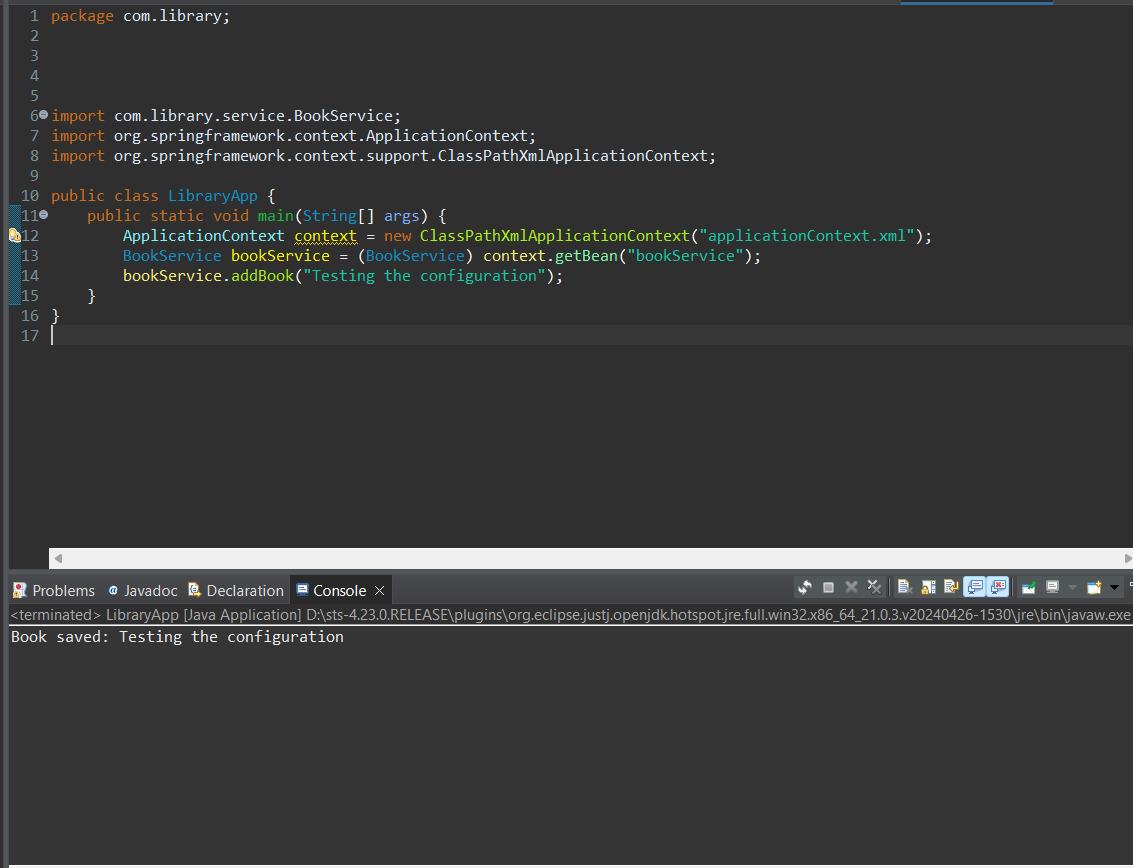 1 package com.library;
2
3
4
5
6 import com.library.service.BookService;
7 import org.springframework.context.ApplicationContext;
8 import org.springframework.context.support.ClassPathXmlApplicationContext;
9
10 public class LibraryApp {
11     public static void main(String[] args) {
12         ApplicationContext context = new ClassPathXmlApplicationContext("applicationContext.xml");
13         BookService bookService = (BookService) context.getBean("bookService");
14         bookService.addBook("Testing the configuration");
15     }
16 }
17
Problems @ Javadoc Declaration Console
<terminated> LibraryApp [Java Application] D:\sts-4.23.0.RELEASE\plugins\org.eclipse.justj.openjdk.hotspot.jre.full.win32.x86_64_21.0.3.v20240426-1530\jre\bin\javaw.exe
Book saved: Testing the configuration